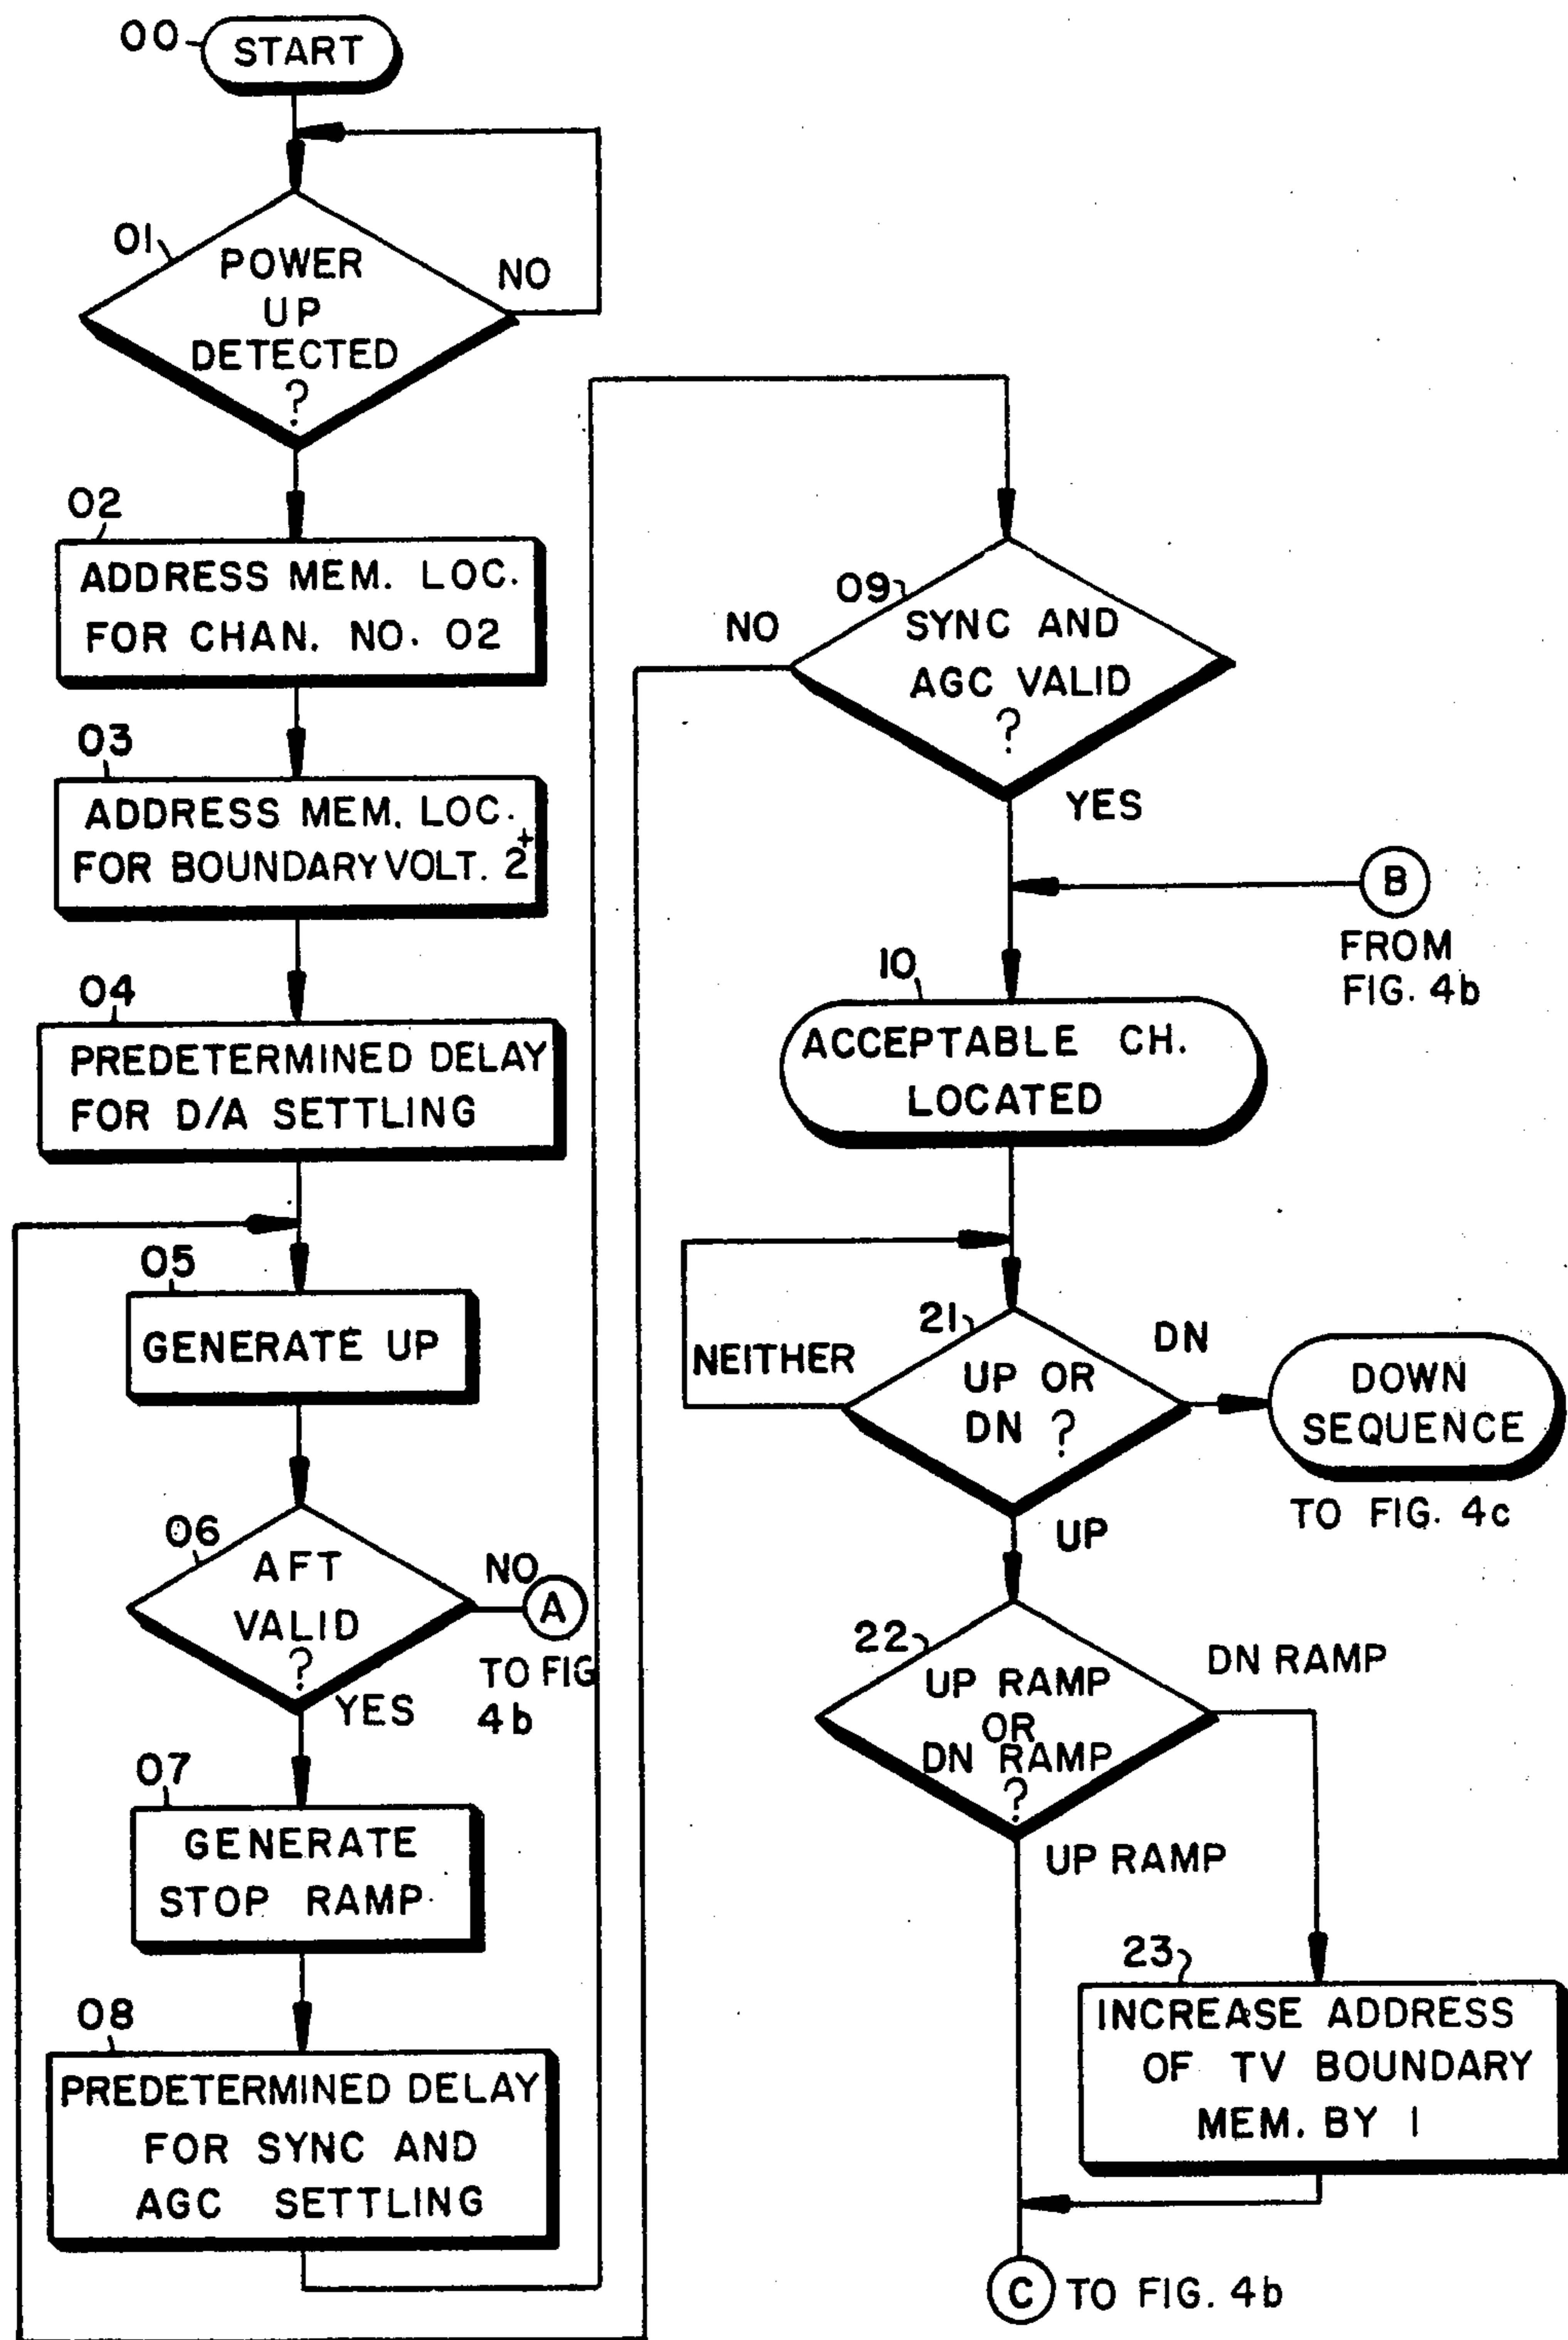 00
START
01
POWER
UP
DETECTED
?
NO
02
ADDRESS MEM. LOC.
FOR CHAN. NO. 02
03
ADDRESS MEM. LOC.
FOR BOUNDARY VOLT. 2+
04
PREDETERMINED DELAY
FOR D/A SETTLING
05
GENERATE UP
06
AFT
VALID
?
NO
A
TO FIG
4b
YES
07
GENERATE
STOP RAMP
08
PREDETERMINED DELAY
FOR SYNC AND
AGC SETTLING
09
SYNC AND
AGC VALID
?
NO
YES
B
FROM
FIG. 4b
10
ACCEPTABLE CH.
LOCATED
21
UP OR
DN ?
NEITHER
DN
DOWN
SEQUENCE
TO FIG. 4c
UP
22
UP RAMP
OR
DN RAMP
?
DN RAMP
UP RAMP
23
INCREASE ADDRESS
OF TV BOUNDARY
MEM. BY 1
C
TO FIG. 4b